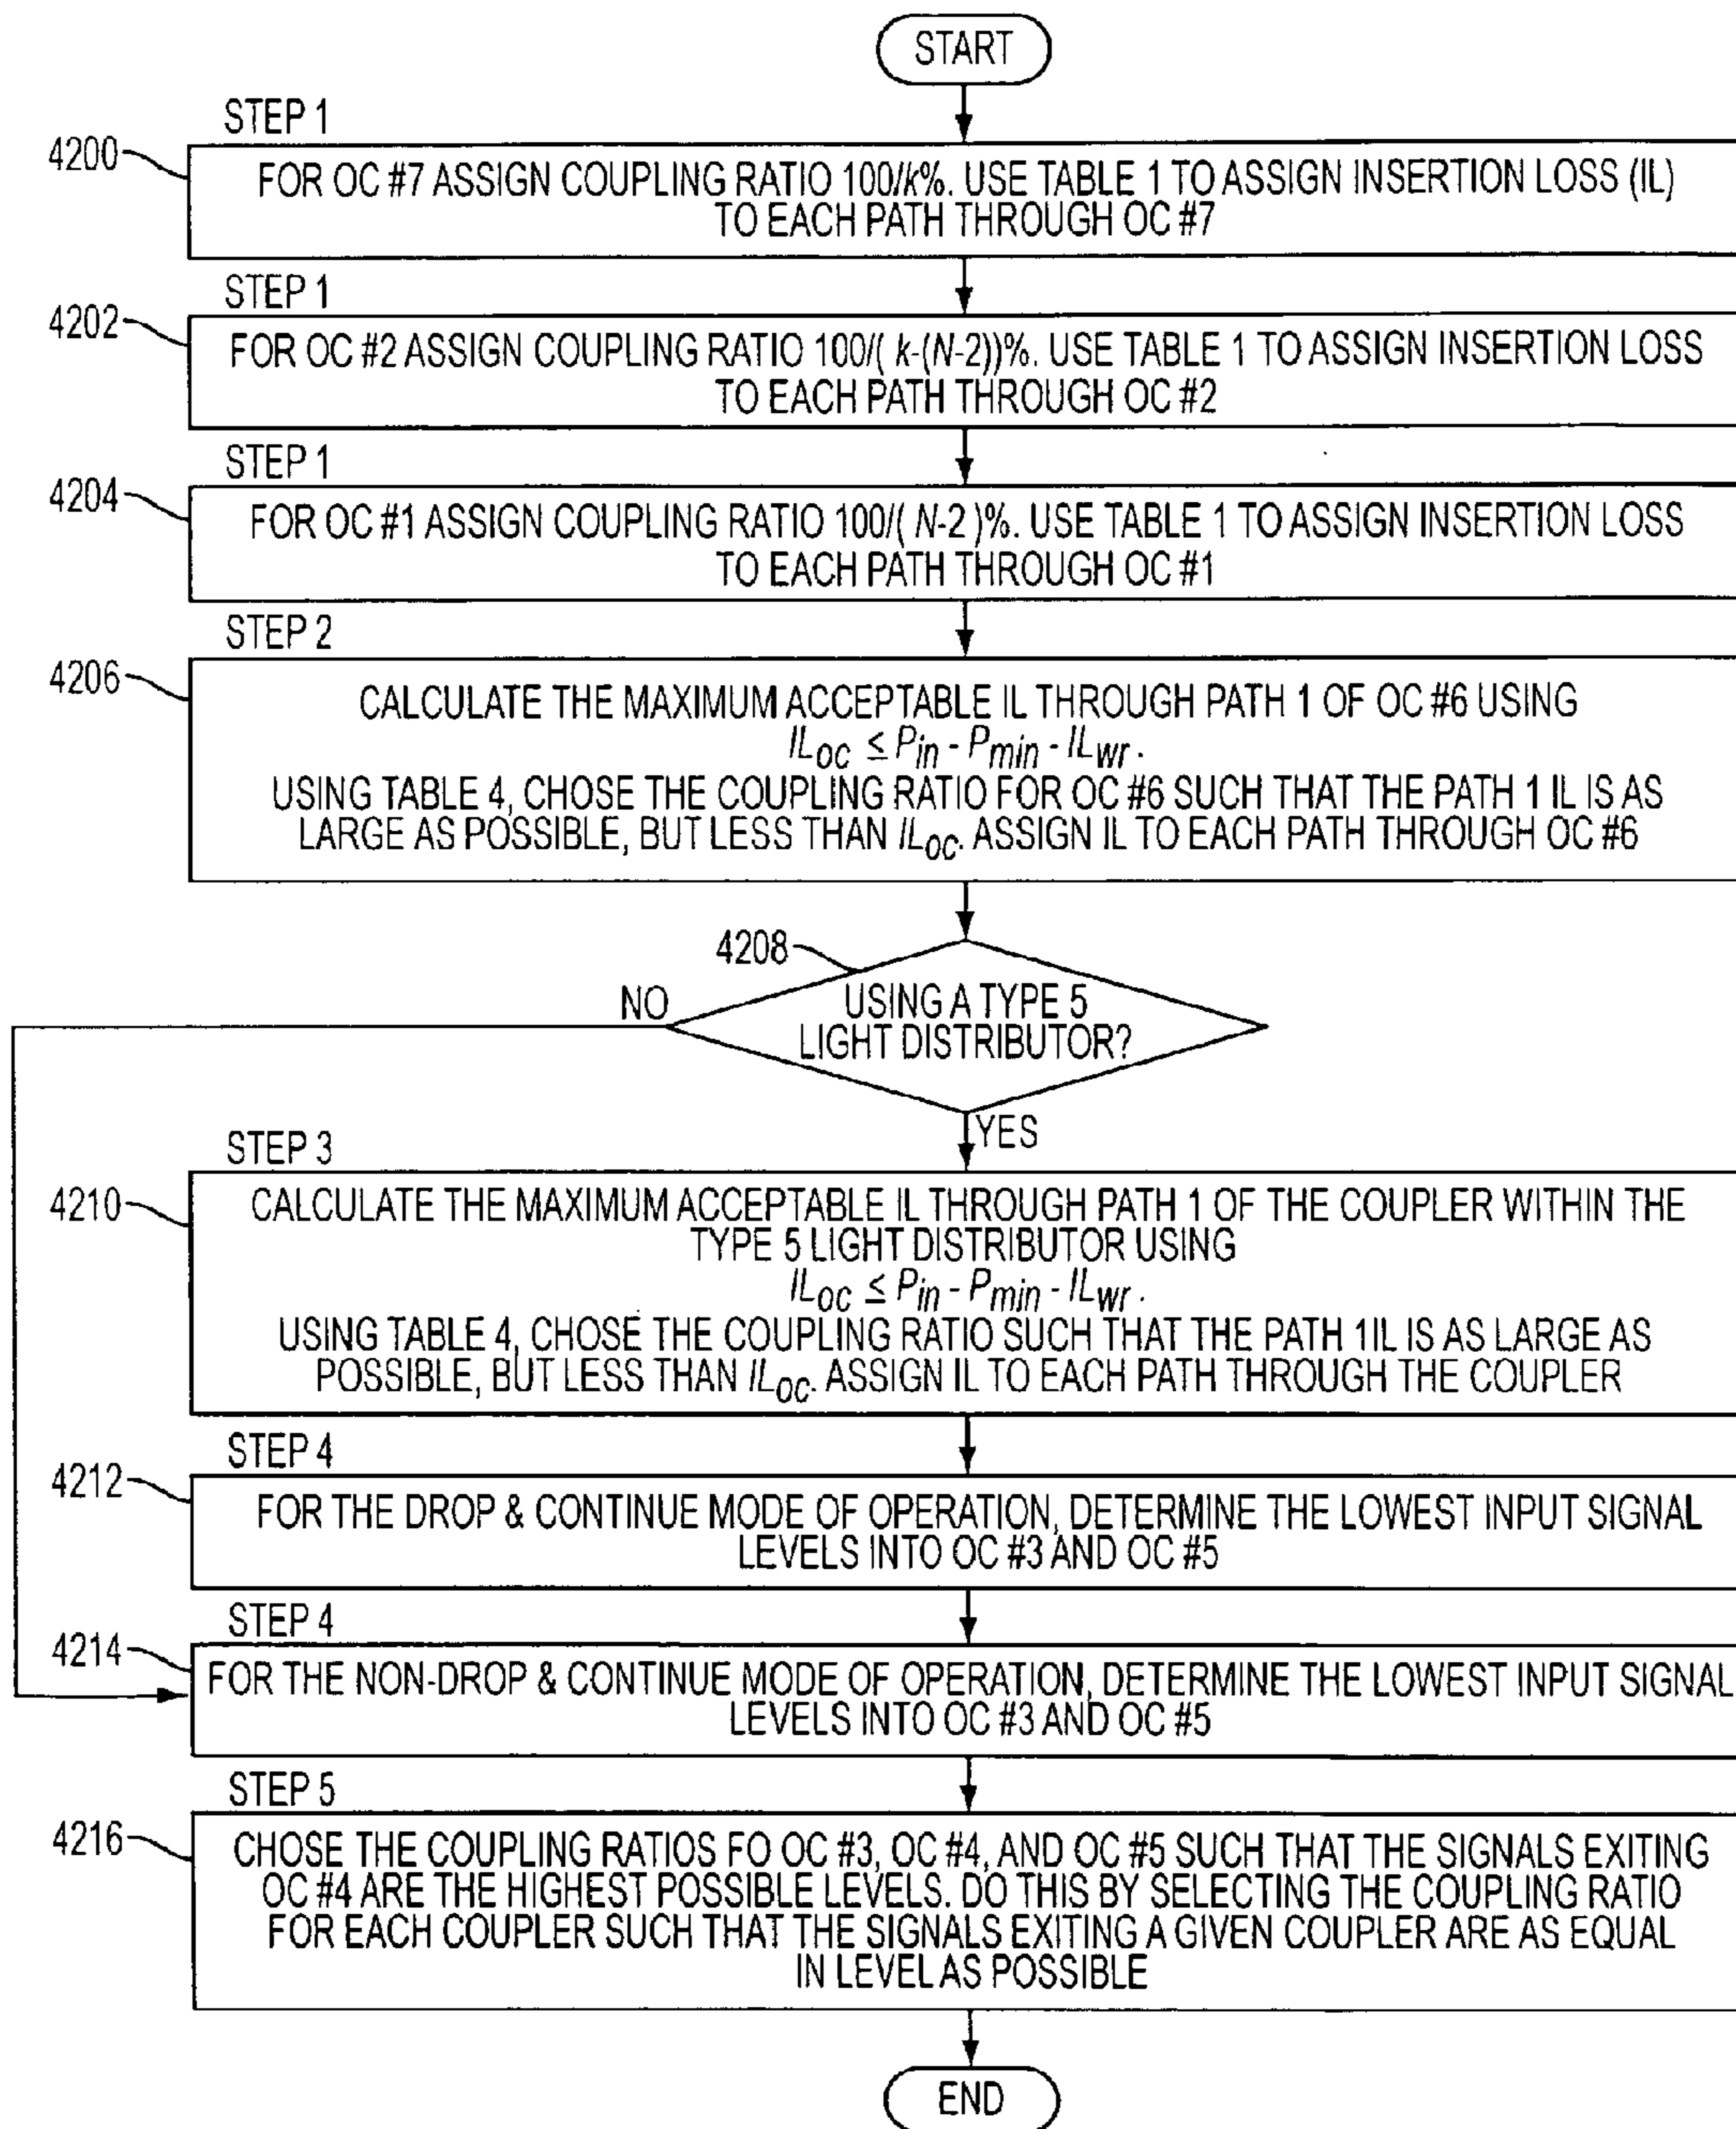 START
STEP 1
4200
FOR OC #7 ASSIGN COUPLING RATIO 100/k%. USE TABLE 1 TO ASSIGN INSERTION LOSS (IL)
TO EACH PATH THROUGH OC #7
STEP 1
4202
FOR OC #2 ASSIGN COUPLING RATIO 100/( k-(N-2))%. USE TABLE 1 TO ASSIGN INSERTION LOSS
TO EACH PATH THROUGH OC #2
STEP 1
4204
FOR OC #1 ASSIGN COUPLING RATIO 100/( N-2 )%. USE TABLE 1 TO ASSIGN INSERTION LOSS
TO EACH PATH THROUGH OC #1
STEP 2
4206
CALCULATE THE MAXIMUM ACCEPTABLE IL THROUGH PATH 1 OF OC #6 USING
ILoc ≤ Pin - Pmin - ILwr.
USING TABLE 4, CHOSE THE COUPLING RATIO FOR OC #6 SUCH THAT THE PATH 1 IL IS AS
LARGE AS POSSIBLE, BUT LESS THAN ILoc. ASSIGN IL TO EACH PATH THROUGH OC #6
4208
NO
USING A TYPE 5
LIGHT DISTRIBUTOR?
YES
STEP 3
4210
CALCULATE THE MAXIMUM ACCEPTABLE IL THROUGH PATH 1 OF THE COUPLER WITHIN THE
TYPE 5 LIGHT DISTRIBUTOR USING
ILoc ≤ Pin - Pmin - ILwr.
USING TABLE 4, CHOSE THE COUPLING RATIO SUCH THAT THE PATH 1 IL IS AS LARGE AS
POSSIBLE, BUT LESS THAN ILoc. ASSIGN IL TO EACH PATH THROUGH THE COUPLER
STEP 4
4212
FOR THE DROP & CONTINUE MODE OF OPERATION, DETERMINE THE LOWEST INPUT SIGNAL
LEVELS INTO OC #3 AND OC #5
STEP 4
4214
FOR THE NON-DROP & CONTINUE MODE OF OPERATION, DETERMINE THE LOWEST INPUT SIGNAL
LEVELS INTO OC #3 AND OC #5
STEP 5
4216
CHOSE THE COUPLING RATIOS FO OC #3, OC #4, AND OC #5 SUCH THAT THE SIGNALS EXITING
OC #4 ARE THE HIGHEST POSSIBLE LEVELS. DO THIS BY SELECTING THE COUPLING RATIO
FOR EACH COUPLER SUCH THAT THE SIGNALS EXITING A GIVEN COUPLER ARE AS EQUAL
IN LEVEL AS POSSIBLE
END